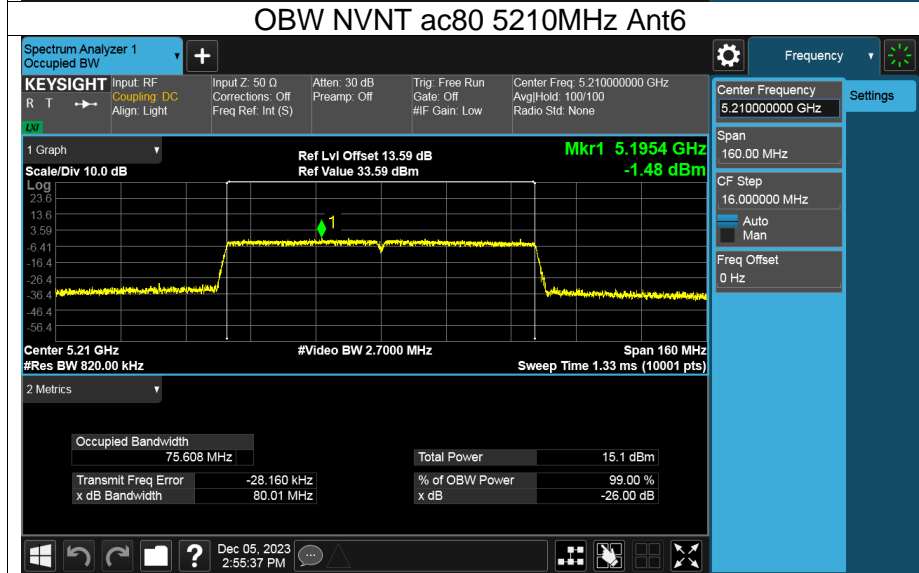 OBW NVNT ac80 5210MHz Ant6
Spectrum Analyzer 1
Occupied BW
+
Frequency
KEYSIGHT
R T
LXI
Input: RF
Coupling: DC
Align: Light
Input Z: 50 Ω
Corrections: Off
Freq Ref: Int (S)
Atten: 30 dB
Preamp: Off
Trig: Free Run
Gate: Off
#IF Gain: Low
Center Freq: 5.210000000 GHz
Avg|Hold: 100/100
Radio Std: None
Center Frequency
5.210000000 GHz
Settings
Span
160.00 MHz
CF Step
16.000000 MHz
Auto
Man
Freq Offset
0 Hz
1 Graph
Scale/Div 10.0 dB
Ref Lvl Offset 13.59 dB
Ref Value 33.59 dBm
Mkr1 5.1954 GHz
-1.48 dBm
Log
23.6
13.6
3.59
-6.41
-16.4
-26.4
-36.4
-46.4
-56.4
1
Center 5.21 GHz
#Res BW 820.00 kHz
#Video BW 2.7000 MHz
Span 160 MHz
Sweep Time 1.33 ms (10001 pts)
2 Metrics
Occupied Bandwidth
75.608 MHz
Transmit Freq Error -28.160 kHz
x dB Bandwidth 80.01 MHz
Total Power 15.1 dBm
% of OBW Power 99.00 %
x dB -26.00 dB
?
Dec 05, 2023
2:55:37 PM